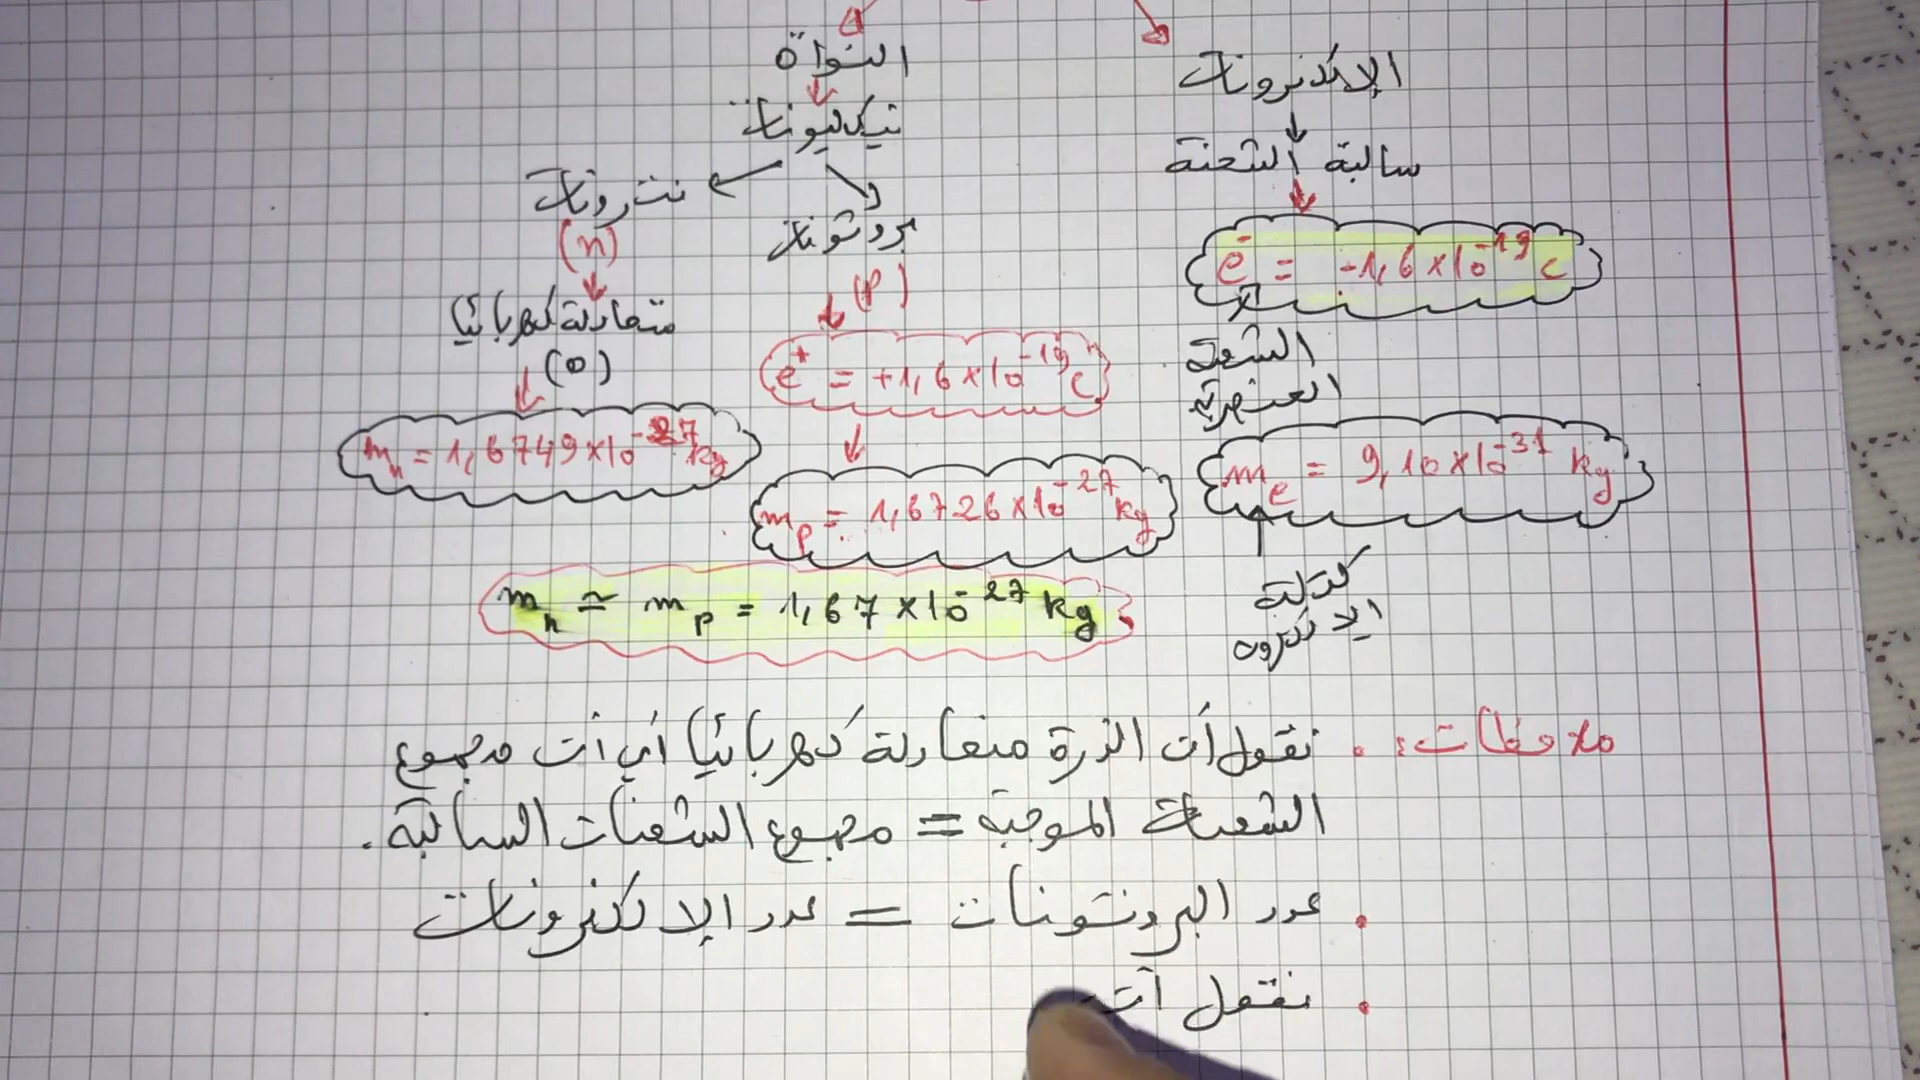 النواة
الإلكترونات
نيكليونات
سالبة الشحنة
نترونات
بروتونات
(n)
(P)
e⁻ = -1,6 × 10⁻¹⁹ C
متعادلة كهربائيًا
(0)
الشحنة
العنصرية
e⁺ = +1,6 × 10⁻¹⁹ C
mₙ = 1,6749 × 10⁻²⁷ kg
mₚ = 1,6726 × 10⁻²⁷ kg
mₑ = 9,10 × 10⁻³¹ kg
كتلة
الإلكترون
mₙ ≃ mₚ = 1,67 × 10⁻²⁷ kg
ملاحظات: • نقول أن الذرة متعادلة كهربائيًا أي أن مجموع
الشحنات الموجبة = مجموع الشحنات السالبة.
• عدد البروتونات = عدد الإلكترونات
• نقول أن